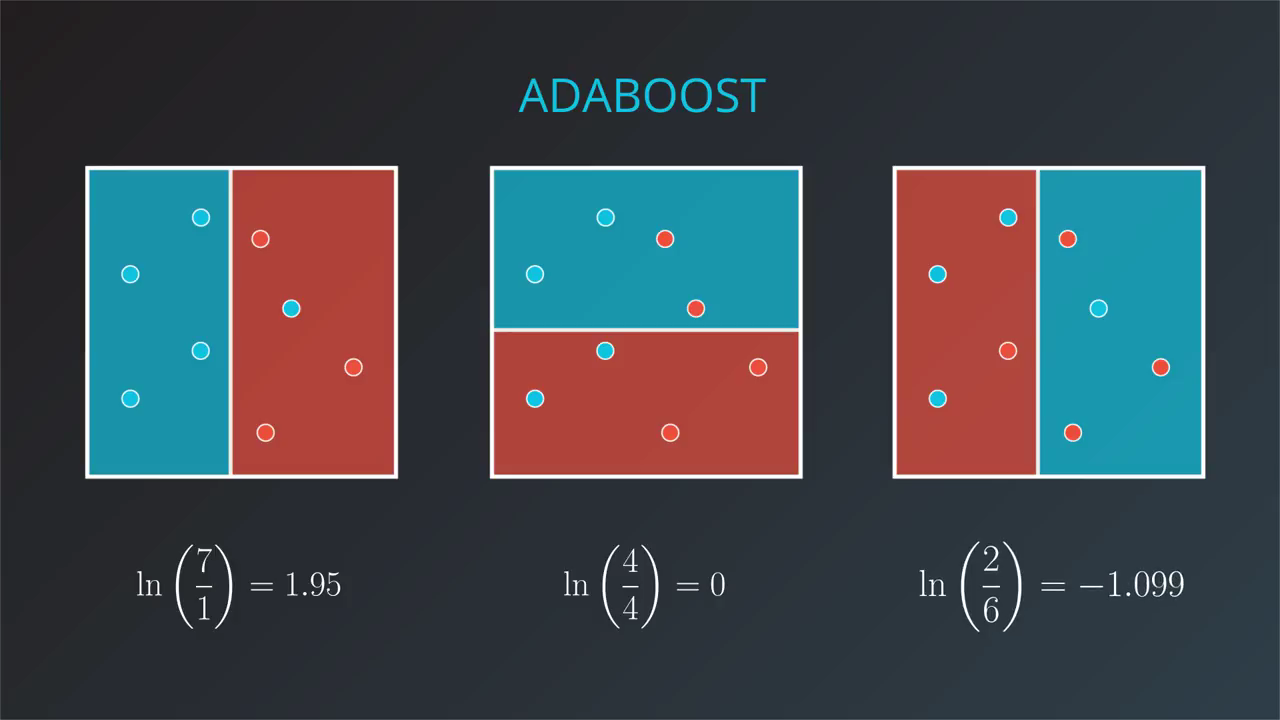 ADABOOST
ln(7/1) = 1.95
ln(4/4) = 0
ln(2/6) = −1.099